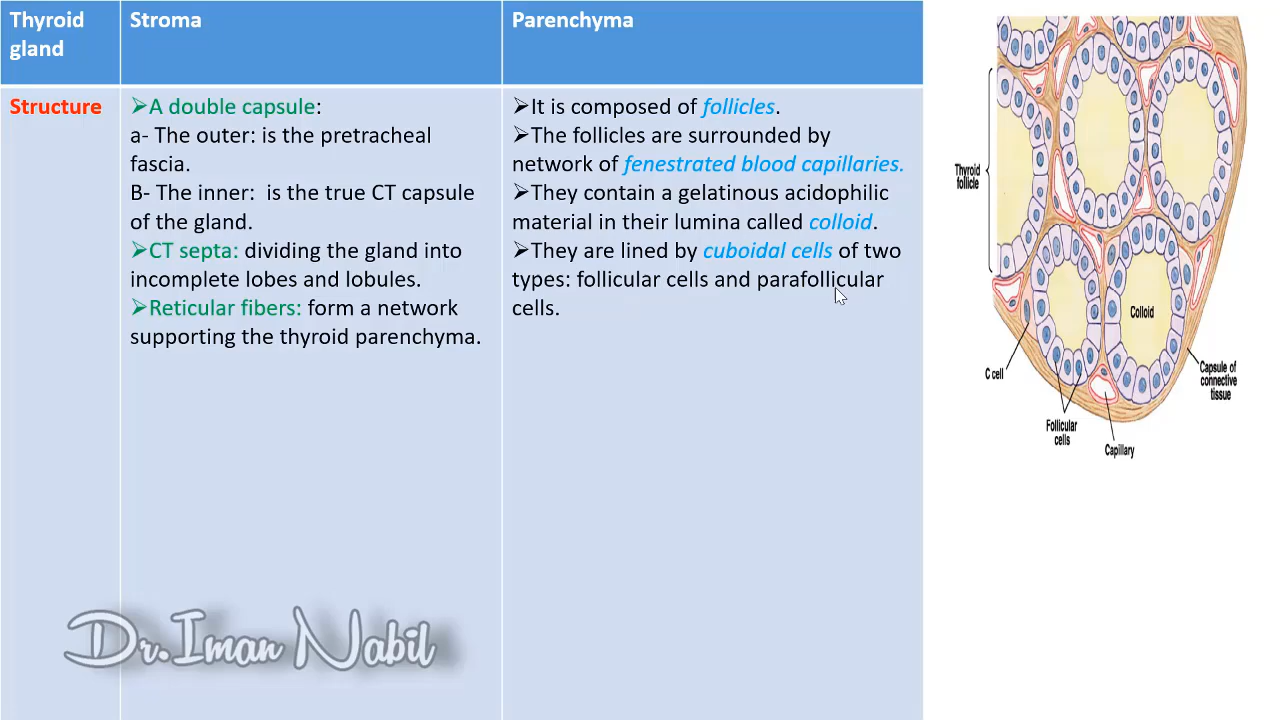 Thyroid
gland
Stroma
Parenchyma
Structure
➢A double capsule:
a- The outer: is the pretracheal
fascia.
B- The inner:  is the true CT capsule
of the gland.
➢CT septa: dividing the gland into
incomplete lobes and lobules.
➢Reticular fibers: form a network
supporting the thyroid parenchyma.
➢It is composed of follicles.
➢The follicles are surrounded by
network of fenestrated blood capillaries.
➢They contain a gelatinous acidophilic
material in their lumina called colloid.
➢They are lined by cuboidal cells of two
types: follicular cells and parafollicular
cells.
Thyroid
follicle
Colloid
C cell
Capsule of
connective
tissue
Follicular
cells
Capillary
Dr.Iman Nabil